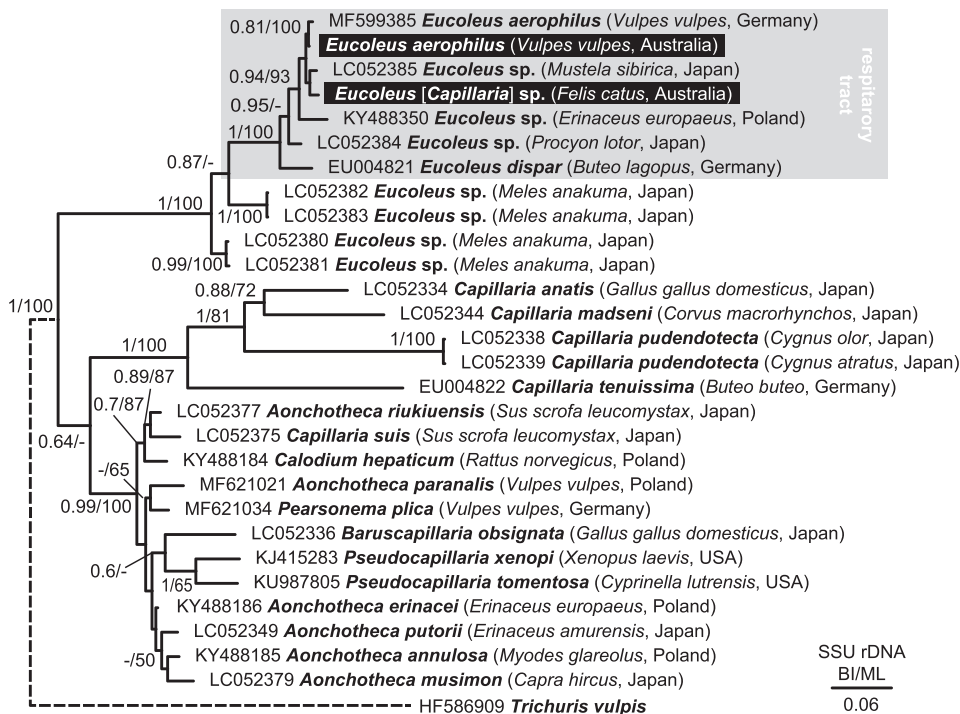 0.81/100
MF599385 Eucoleus aerophilus (Vulpes vulpes, Germany)
Eucoleus aerophilus (Vulpes vulpes, Australia)
LC052385 Eucoleus sp. (Mustela sibirica, Japan)
0.94/93
Eucoleus [Capillaria] sp. (Felis catus, Australia)
0.95/-
KY488350 Eucoleus sp. (Erinaceus europaeus, Poland)
1/100
LC052384 Eucoleus sp. (Procyon lotor, Japan)
0.87/-
EU004821 Eucoleus dispar (Buteo lagopus, Germany)
respitarory
tract
LC052382 Eucoleus sp. (Meles anakuma, Japan)
1/100
1/100
LC052383 Eucoleus sp. (Meles anakuma, Japan)
LC052380 Eucoleus sp. (Meles anakuma, Japan)
0.99/100
LC052381 Eucoleus sp. (Meles anakuma, Japan)
0.88/72
LC052334 Capillaria anatis (Gallus gallus domesticus, Japan)
1/100
1/81
LC052344 Capillaria madseni (Corvus macrorhynchos, Japan)
1/100
LC052338 Capillaria pudendotecta (Cygnus olor, Japan)
1/100
LC052339 Capillaria pudendotecta (Cygnus atratus, Japan)
0.89/87
EU004822 Capillaria tenuissima (Buteo buteo, Germany)
0.7/87
LC052377 Aonchotheca riukiuensis (Sus scrofa leucomystax, Japan)
0.64/-
LC052375 Capillaria suis (Sus scrofa leucomystax, Japan)
KY488184 Calodium hepaticum (Rattus norvegicus, Poland)
-/65
MF621021 Aonchotheca paranalis (Vulpes vulpes, Poland)
0.99/100
MF621034 Pearsonema plica (Vulpes vulpes, Germany)
LC052336 Baruscapillaria obsignata (Gallus gallus domesticus, Japan)
KJ415283 Pseudocapillaria xenopi (Xenopus laevis, USA)
0.6/-
1/65
KU987805 Pseudocapillaria tomentosa (Cyprinella lutrensis, USA)
KY488186 Aonchotheca erinacei (Erinaceus europaeus, Poland)
LC052349 Aonchotheca putorii (Erinaceus amurensis, Japan)
-/50
KY488185 Aonchotheca annulosa (Myodes glareolus, Poland)
LC052379 Aonchotheca musimon (Capra hircus, Japan)
HF586909 Trichuris vulpis
SSU rDNA
BI/ML
0.06